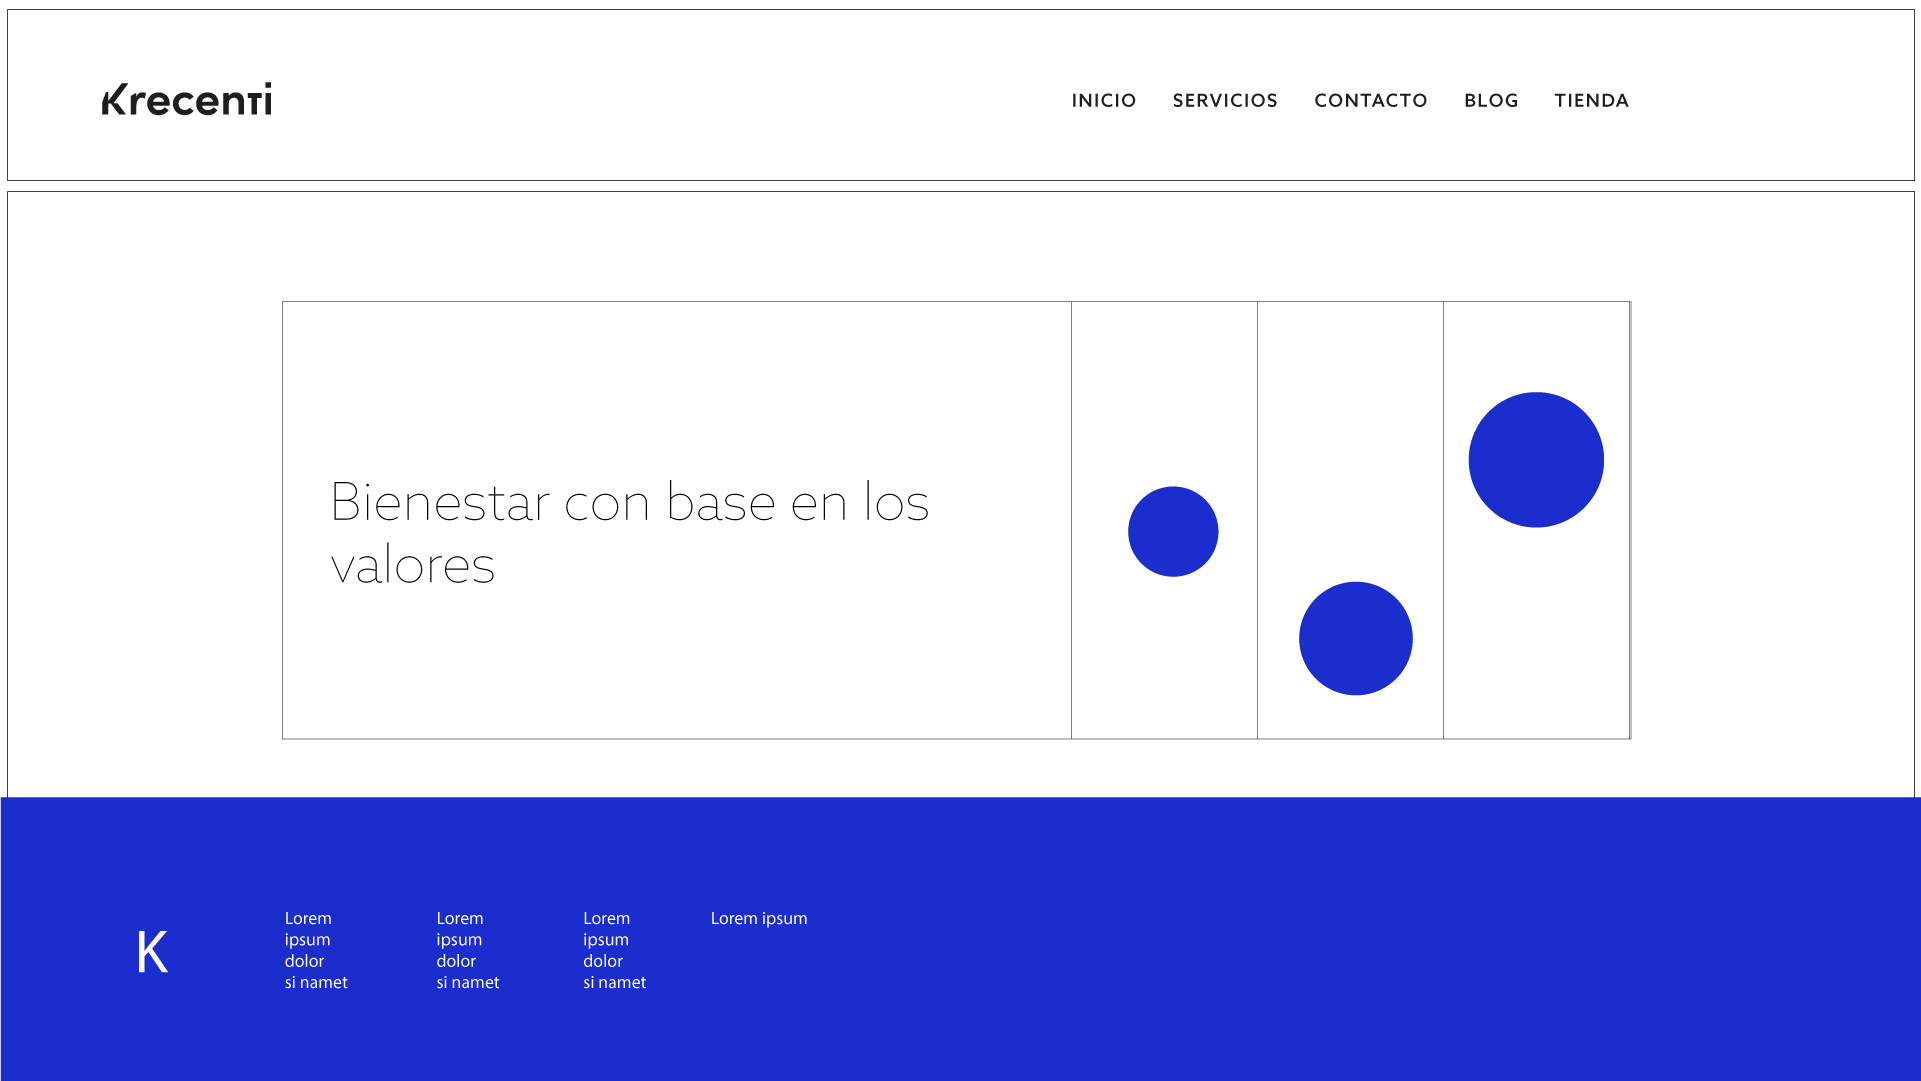 Krecenti
INICIO SERVICIOS CONTACTO BLOG TIENDA
Bienestar con base en los
valores
K
Lorem
ipsum
dolor
si namet
Lorem
ipsum
dolor
si namet
Lorem
ipsum
dolor
si namet
Lorem ipsum